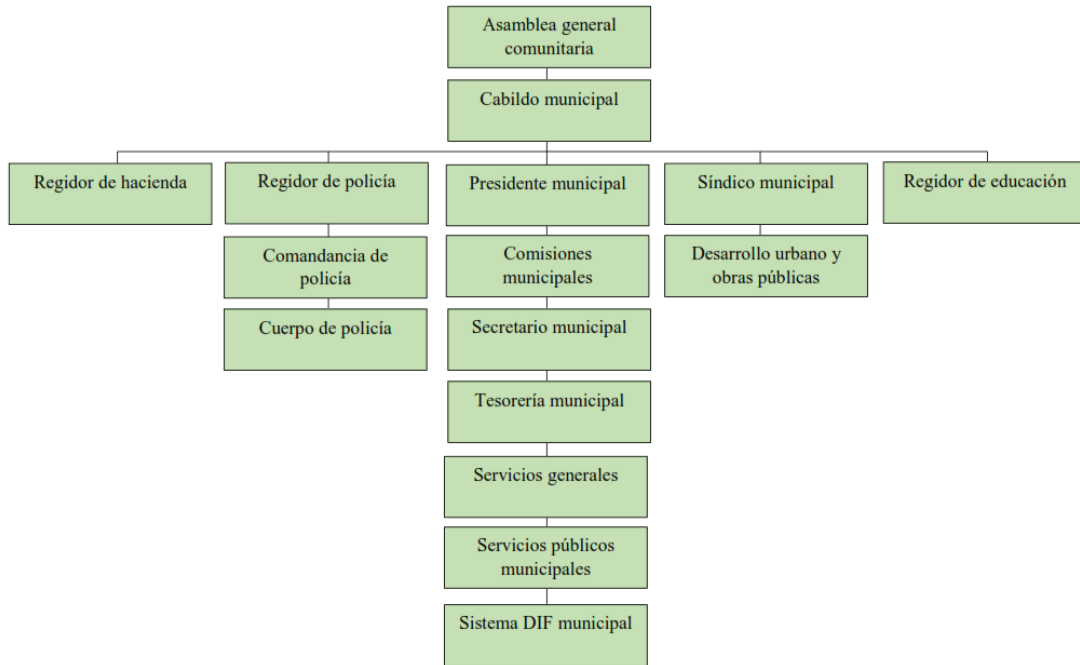 Asamblea general
comunitaria
Cabildo municipal
Regidor de hacienda
Regidor de policía
Presidente municipal
Síndico municipal
Regidor de educación
Comandancia de
policía
Comisiones
municipales
Desarrollo urbano y
obras públicas
Cuerpo de policía
Secretario municipal
Tesorería municipal
Servicios generales
Servicios públicos
municipales
Sistema DIF municipal